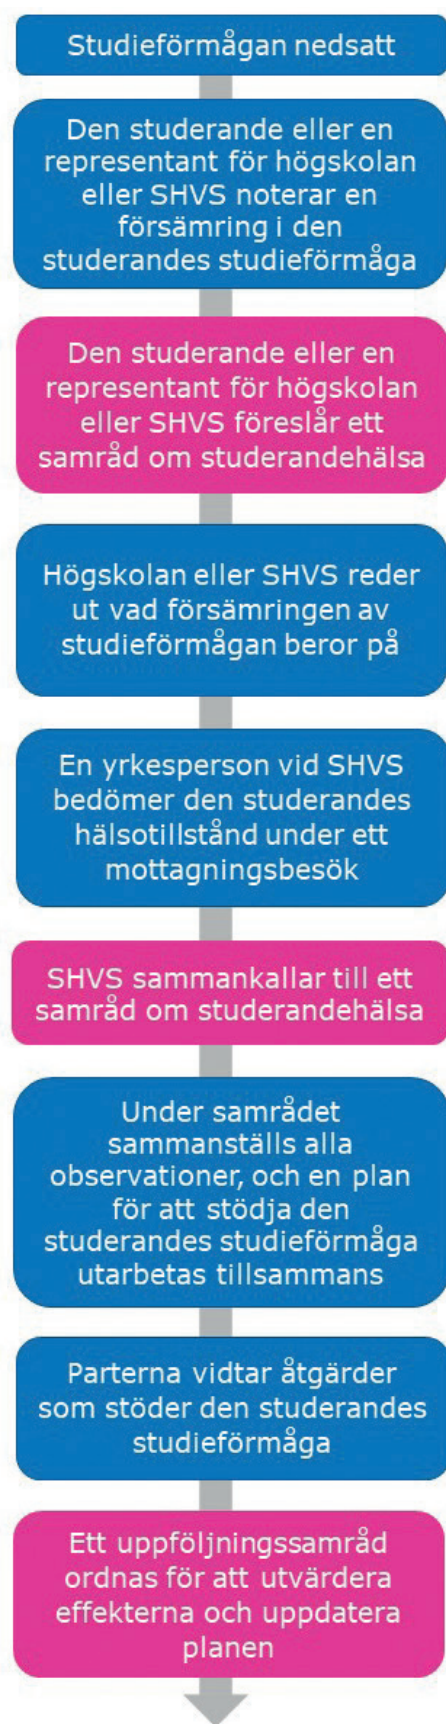 Studieförmågan nedsatt
Den studerande eller en
representant för högskolan
eller SHVS noterar en
försämring i den
studerandes studieförmåga
Den studerande eller en
representant för högskolan
eller SHVS föreslår ett
samråd om studerandehälsa
Högskolan eller SHVS reder
ut vad försämringen av
studieförmågan beror på
En yrkesperson vid SHVS
bedömer den studerandes
hälsotillstånd under ett
mottagningsbesök
SHVS sammankallar till ett
samråd om studerandehälsa
Under samrådet
sammanställs alla
observationer, och en plan
för att stödja den
studerandes studieförmåga
utarbetas tillsammans
Parterna vidtar åtgärder
som stöder den studerandes
studieförmåga
Ett uppföljningssamråd
ordnas för att utvärdera
effekterna och uppdatera
planen